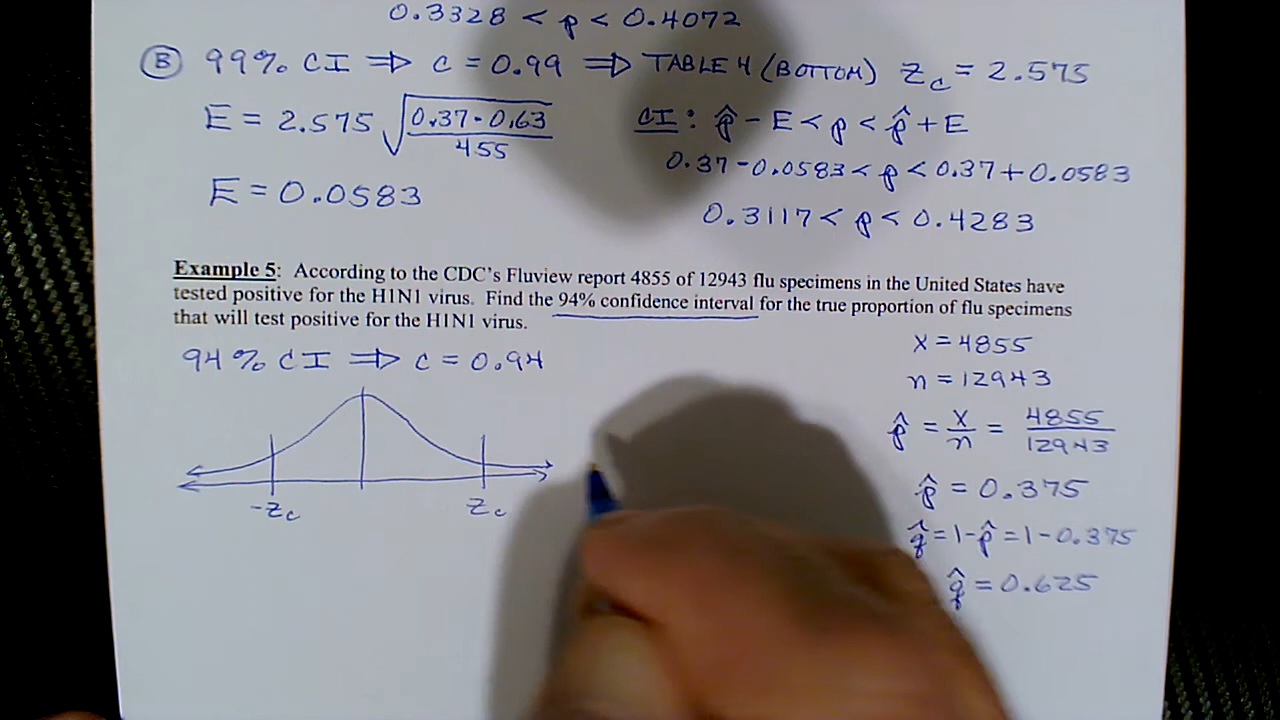 0.3328 < p < 0.4072
Ⓑ 99% CI ⇒ c = 0.99 ⇒ TABLE 4 (BOTTOM) Z_c = 2.575
E = 2.575 √(0.37·0.63 / 455)
CI: p̂ - E < p < p̂ + E
0.37 - 0.0583 < p < 0.37 + 0.0583
E = 0.0583
0.3117 < p < 0.4283
Example 5: According to the CDC's Fluview report 4855 of 12943 flu specimens in the United States have
tested positive for the H1N1 virus. Find the 94% confidence interval for the true proportion of flu specimens
that will test positive for the H1N1 virus.
94% CI ⇒ c = 0.94
-Z_c
Z_c
x = 4855
n = 12943
p̂ = x/n = 4855/12943
p̂ = 0.375
q̂ = 1 - p̂ = 1 - 0.375
q̂ = 0.625